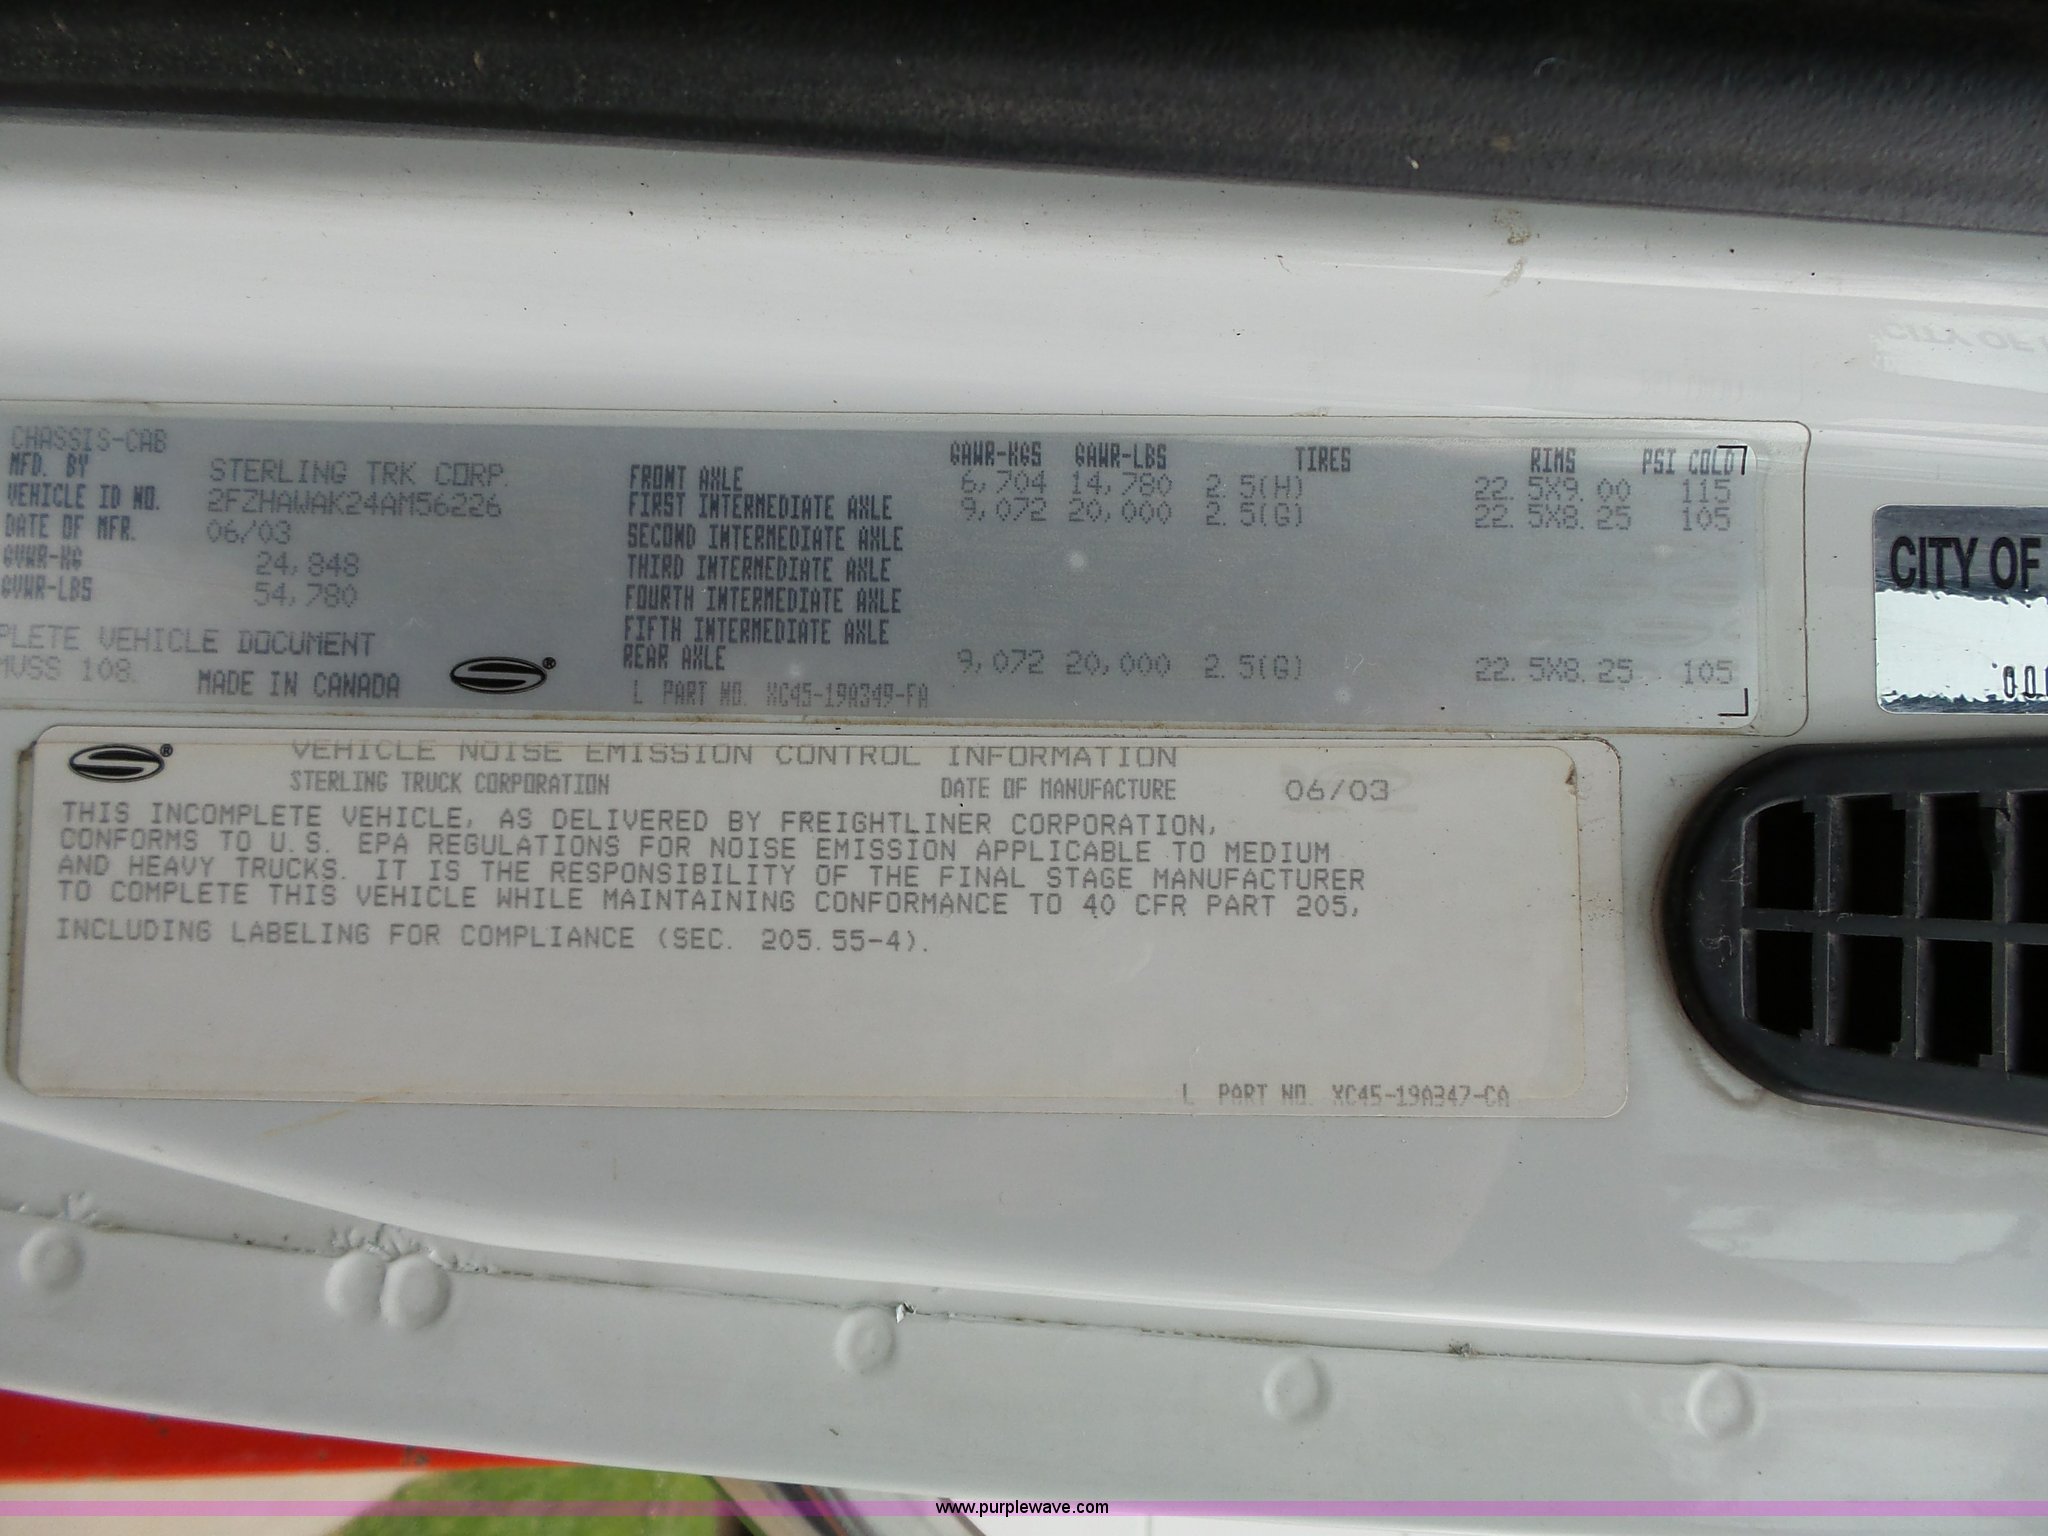 CHASSIS-CAB
MFD. BY STERLING TRK CORP.
VEHICLE ID NO. 2FZHAWAK24AM56226
DATE OF MFR. 06/03
GVWR-KG 24,848
GVWR-LBS 54,780
PLETE VEHICLE DOCUMENT
MVSS 108.
MADE IN CANADA
GAWR-KGS GAWR-LBS TIRES RIMS PSI COLD
FRONT AXLE 6,704 14,780 2.5(H) 22.5X9.00 115
FIRST INTERMEDIATE AXLE 9,072 20,000 2.5(G) 22.5X8.25 105
SECOND INTERMEDIATE AXLE
THIRD INTERMEDIATE AXLE
FOURTH INTERMEDIATE AXLE
FIFTH INTERMEDIATE AXLE
REAR AXLE 9,072 20,000 2.5(G) 22.5X8.25 105
L PART NO. XC45-19A349-FA
CITY OF
VEHICLE NOISE EMISSION CONTROL INFORMATION
STERLING TRUCK CORPORATION DATE OF MANUFACTURE 06/03
THIS INCOMPLETE VEHICLE, AS DELIVERED BY FREIGHTLINER CORPORATION,
CONFORMS TO U.S. EPA REGULATIONS FOR NOISE EMISSION APPLICABLE TO MEDIUM
AND HEAVY TRUCKS. IT IS THE RESPONSIBILITY OF THE FINAL STAGE MANUFACTURER
TO COMPLETE THIS VEHICLE WHILE MAINTAINING CONFORMANCE TO 40 CFR PART 205,
INCLUDING LABELING FOR COMPLIANCE (SEC. 205.55-4).
L PART NO. XC45-19A347-CA
www.purplewave.com